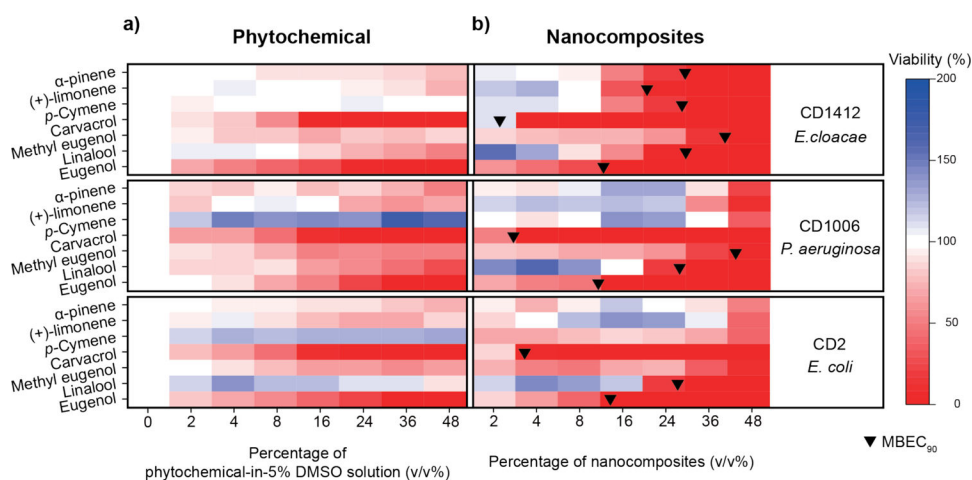 a)
b)
Phytochemical
Nanocomposites
Viability (%)
α-pinene
(+)-limonene
p-Cymene
Carvacrol
Methyl eugenol
Linalool
Eugenol
CD1412
E.cloacae
α-pinene
(+)-limonene
p-Cymene
Carvacrol
Methyl eugenol
Linalool
Eugenol
CD1006
P. aeruginosa
α-pinene
(+)-limonene
p-Cymene
Carvacrol
Methyl eugenol
Linalool
Eugenol
CD2
E. coli
200
150
100
50
0
0 2 4 8 12 16 36 48
2 4 8 16 24 36 48
Percentage of
phytochemical-in-5% DMSO solution (v/v%)
Percentage of nanocomposites (v/v%)
▼ MBEC90